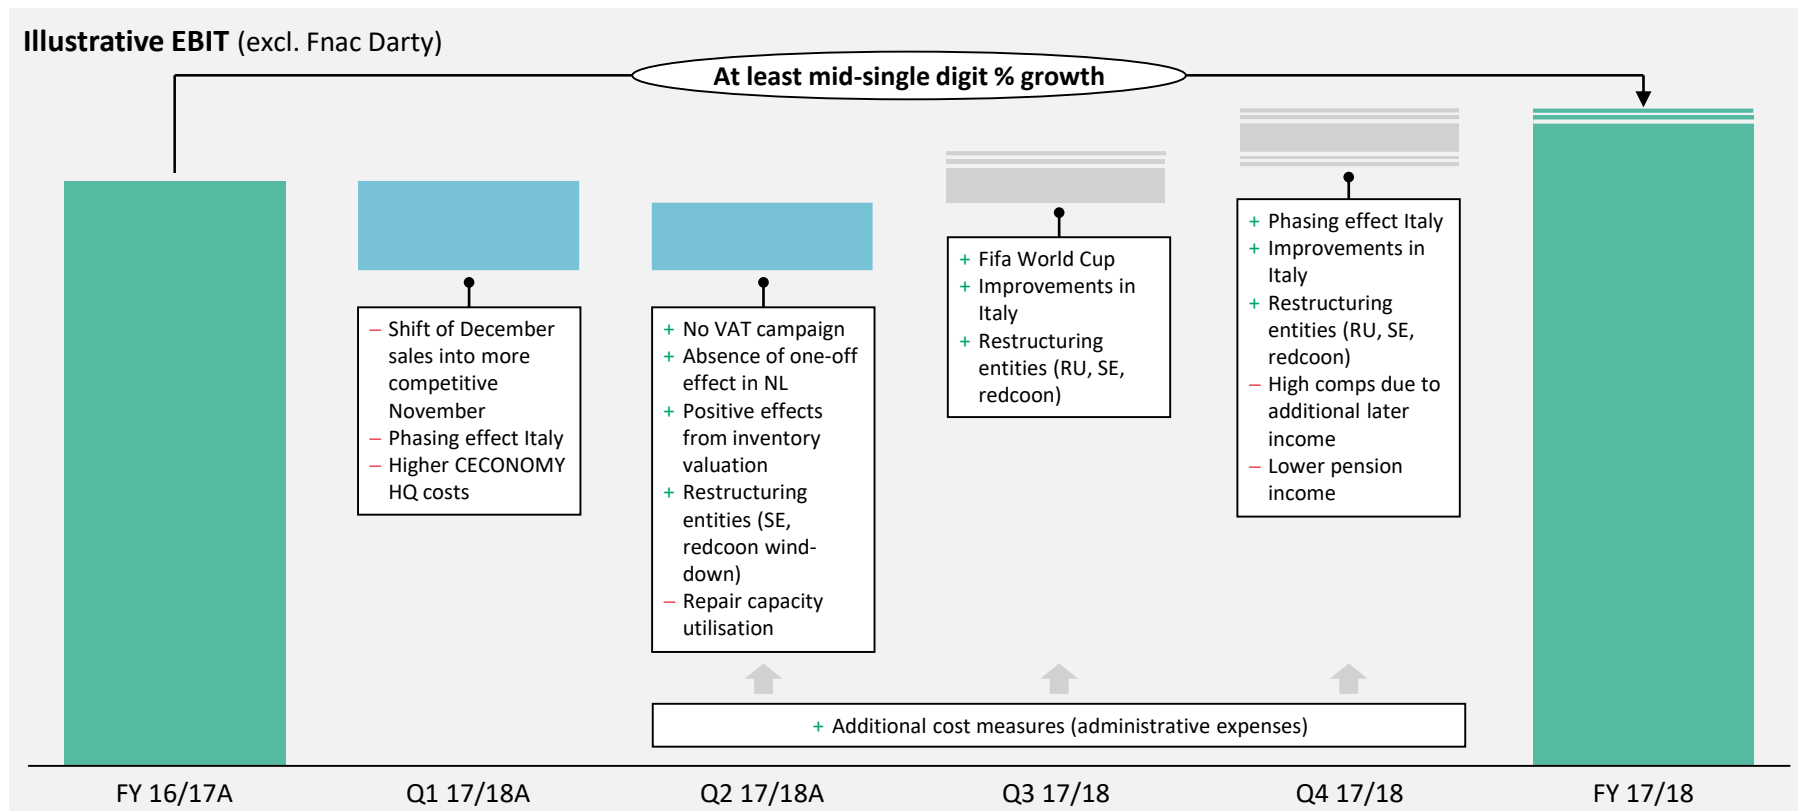 Illustrative EBIT (excl. Fnac Darty)
At least mid-single digit % growth
– Shift of December
sales into more
competitive
November
– Phasing effect Italy
– Higher CECONOMY
HQ costs
+ No VAT campaign
+ Absence of one-off
effect in NL
+ Positive effects
from inventory
valuation
+ Restructuring
entities (SE,
redcoon wind-
down)
– Repair capacity
utilisation
+ Fifa World Cup
+ Improvements in
Italy
+ Restructuring
entities (RU, SE,
redcoon)
+ Phasing effect Italy
+ Improvements in
Italy
+ Restructuring
entities (RU, SE,
redcoon)
– High comps due to
additional later
income
– Lower pension
income
+ Additional cost measures (administrative expenses)
FY 16/17A
Q1 17/18A
Q2 17/18A
Q3 17/18
Q4 17/18
FY 17/18